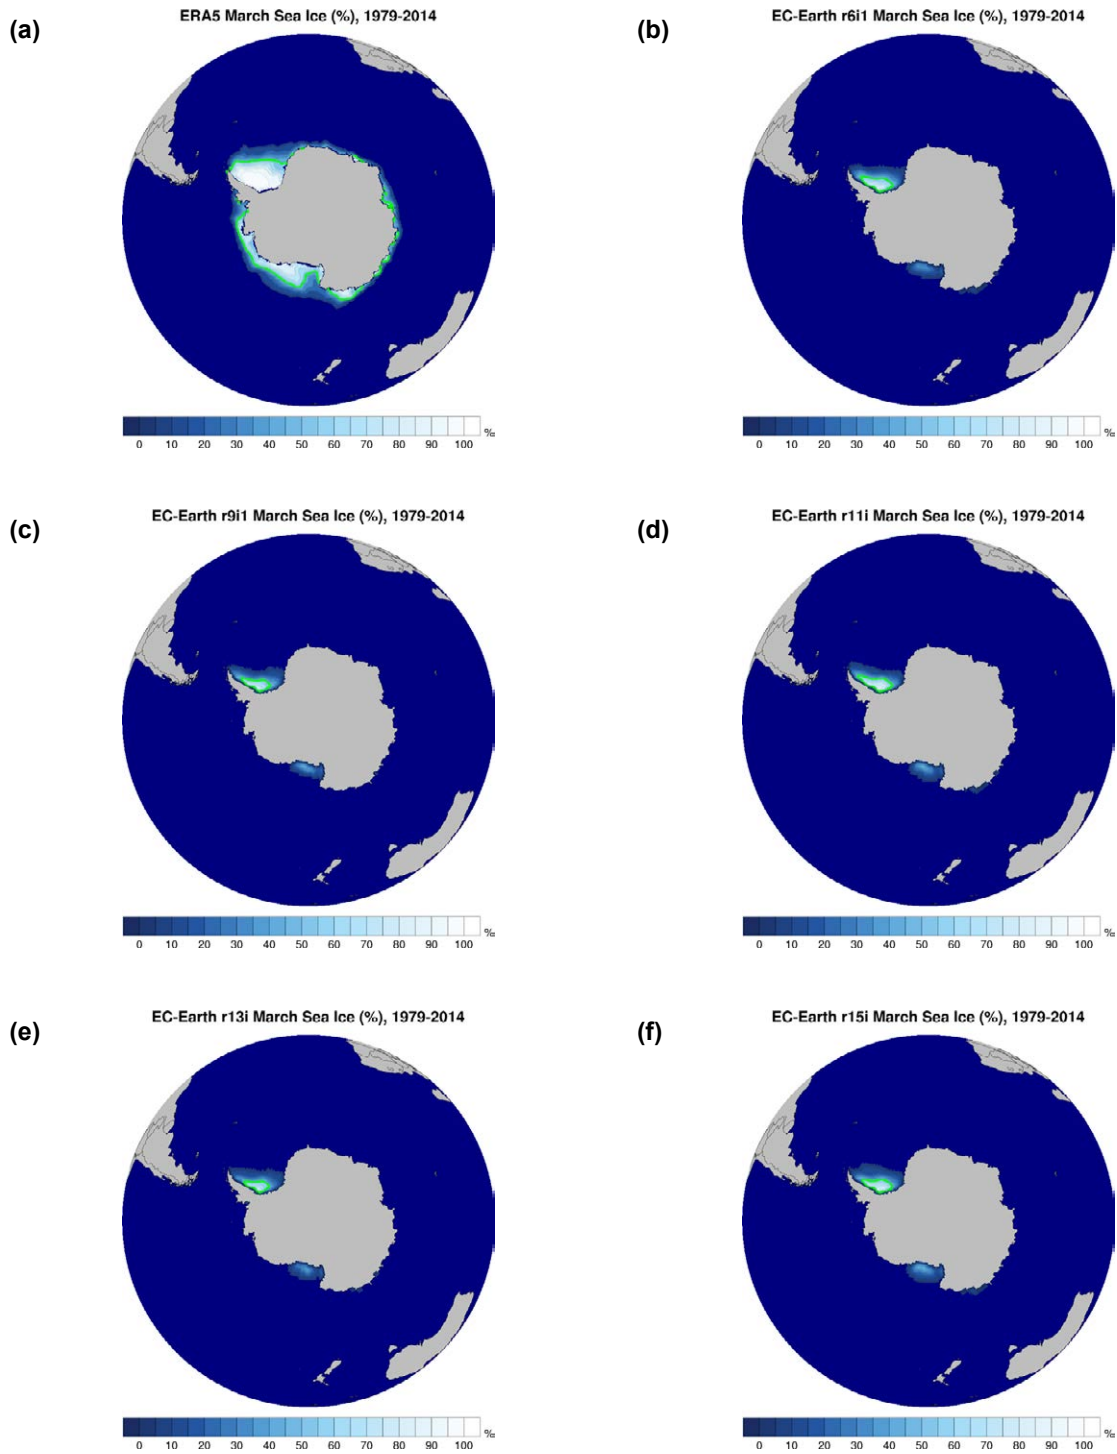 (a)
ERA5 March Sea Ice (%), 1979-2014
0 10 20 30 40 50 60 70 80 90 100 %
(b)
EC-Earth r6i1 March Sea Ice (%), 1979-2014
0 10 20 30 40 50 60 70 80 90 100 %
(c)
EC-Earth r9i1 March Sea Ice (%), 1979-2014
0 10 20 30 40 50 60 70 80 90 100 %
(d)
EC-Earth r11i March Sea Ice (%), 1979-2014
0 10 20 30 40 50 60 70 80 90 100 %
(e)
EC-Earth r13i March Sea Ice (%), 1979-2014
0 10 20 30 40 50 60 70 80 90 100 %
(f)
EC-Earth r15i March Sea Ice (%), 1979-2014
0 10 20 30 40 50 60 70 80 90 100 %